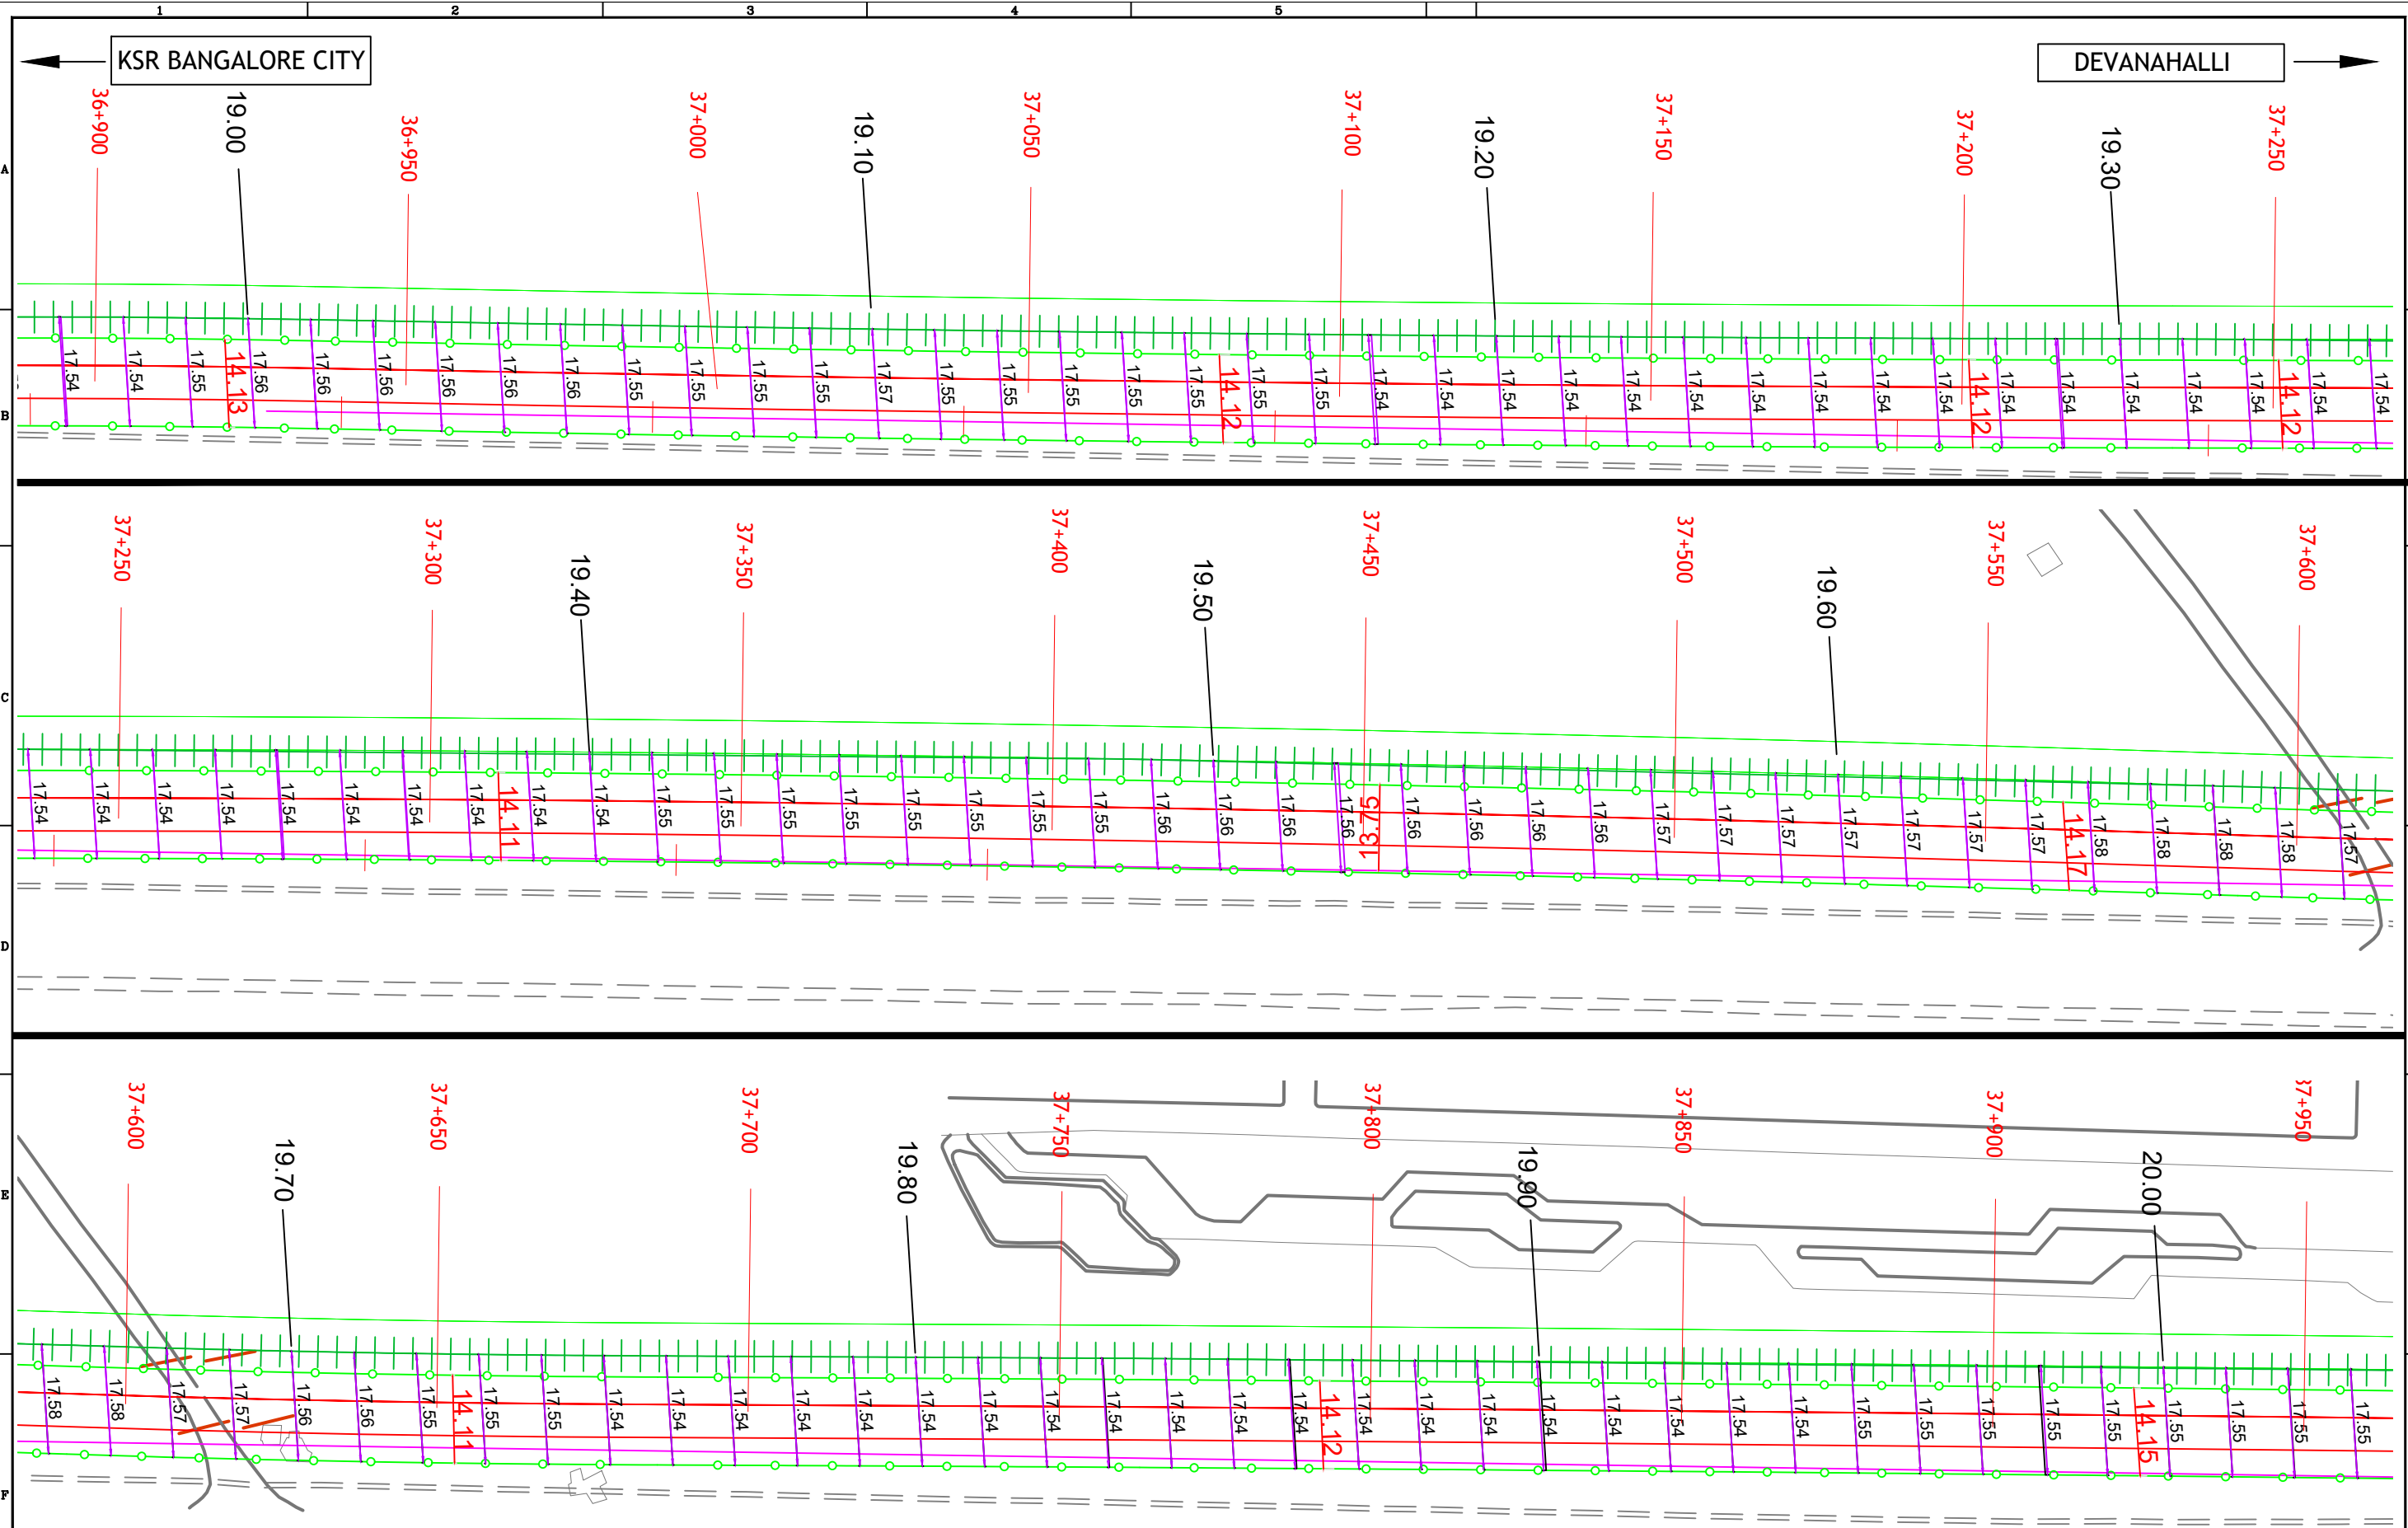 1 2 3 4 5
KSR BANGALORE CITY
DEVANAHALLI
36+900 19.00 36+950 37+000 19.10 37+050 37+100 19.20 37+150 37+200 19.30 37+250
A
17.54 17.54 17.55 14.13 17.56 17.56 17.56 17.56 17.56 17.56 17.55 17.55 17.55 17.55 17.57 17.55 17.55 17.55 17.55 17.55 14.12 17.55 17.55 17.54 17.54 17.54 17.54 17.54 17.54 17.54 17.54 17.54 17.54 14.12 17.54 17.54 17.54 17.54 17.54 14.12 17.54 17.54
B
37+250 37+300 19.40 37+350 37+400 19.50 37+450 37+500 19.60 37+550 37+600
C
17.54 17.54 17.54 17.54 17.54 17.54 17.54 17.54 14.11 17.54 17.54 17.55 17.55 17.55 17.55 17.55 17.55 17.55 17.55 17.56 17.56 17.56 17.56 13.75 17.56 17.56 17.56 17.56 17.57 17.57 17.57 17.57 17.57 17.57 17.57 14.17 17.58 17.58 17.58 17.58 17.57
D
37+600 19.70 37+650 37+700 19.80 37+750 37+800 19.90 37+850 37+900 20.00 37+950
E
17.58 17.58 17.57 17.57 17.56 17.56 17.55 14.11 17.55 17.55 17.54 17.54 17.54 17.54 17.54 17.54 17.54 17.54 17.54 17.54 17.54 17.54 14.12 17.54 17.54 17.54 17.54 17.54 17.54 17.54 17.55 17.55 17.55 17.55 17.55 14.15 17.55 17.55 17.55 17.55
F